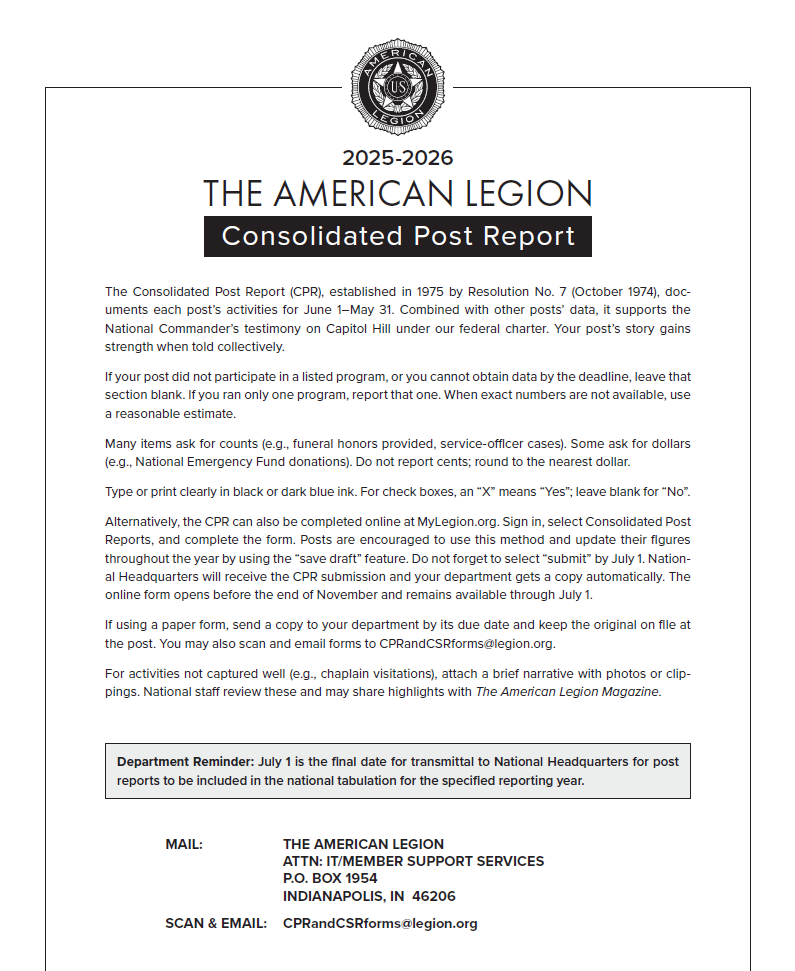 AMERICAN
US
LEGION
2025-2026
THE AMERICAN LEGION
Consolidated Post Report
The Consolidated Post Report (CPR), established in 1975 by Resolution No. 7 (October 1974), doc-
uments each post’s activities for June 1–May 31. Combined with other posts’ data, it supports the
National Commander’s testimony on Capitol Hill under our federal charter. Your post’s story gains
strength when told collectively.
If your post did not participate in a listed program, or you cannot obtain data by the deadline, leave that
section blank. If you ran only one program, report that one. When exact numbers are not available, use
a reasonable estimate.
Many items ask for counts (e.g., funeral honors provided, service-officer cases). Some ask for dollars
(e.g., National Emergency Fund donations). Do not report cents; round to the nearest dollar.
Type or print clearly in black or dark blue ink. For check boxes, an “X” means “Yes”; leave blank for “No”.
Alternatively, the CPR can also be completed online at MyLegion.org. Sign in, select Consolidated Post
Reports, and complete the form. Posts are encouraged to use this method and update their figures
throughout the year by using the “save draft” feature. Do not forget to select “submit” by July 1. Nation-
al Headquarters will receive the CPR submission and your department gets a copy automatically. The
online form opens before the end of November and remains available through July 1.
If using a paper form, send a copy to your department by its due date and keep the original on file at
the post. You may also scan and email forms to CPRandCSRforms@legion.org.
For activities not captured well (e.g., chaplain visitations), attach a brief narrative with photos or clip-
pings. National staff review these and may share highlights with The American Legion Magazine.
Department Reminder: July 1 is the final date for transmittal to National Headquarters for post
reports to be included in the national tabulation for the specified reporting year.
MAIL: THE AMERICAN LEGION
ATTN: IT/MEMBER SUPPORT SERVICES
P.O. BOX 1954
INDIANAPOLIS, IN  46206
SCAN & EMAIL: CPRandCSRforms@legion.org